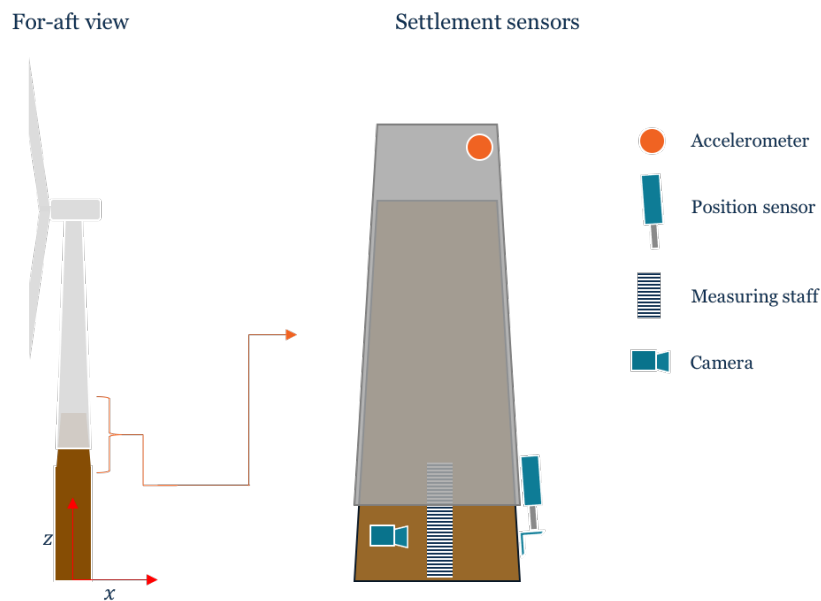 For-aft view
Settlement sensors
Accelerometer
Position sensor
Measuring staff
Camera
z
x